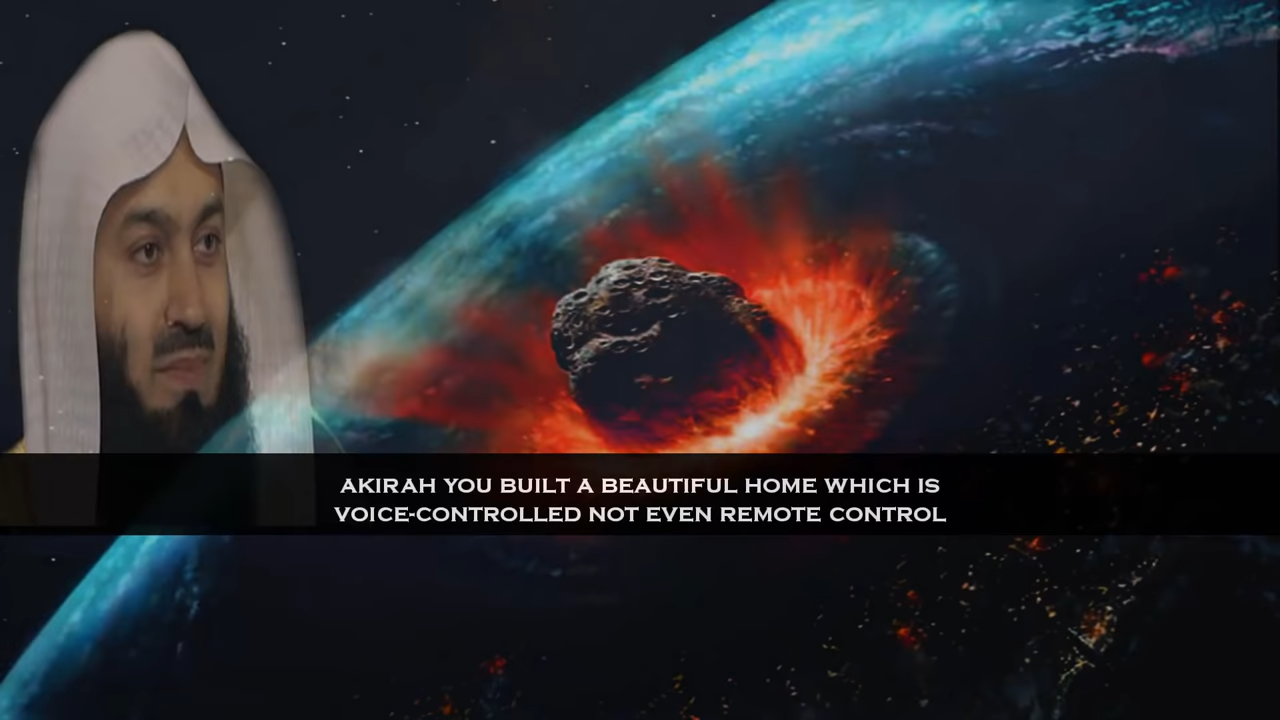 AKIRAH YOU BUILT A BEAUTIFUL HOME WHICH IS
VOICE-CONTROLLED NOT EVEN REMOTE CONTROL